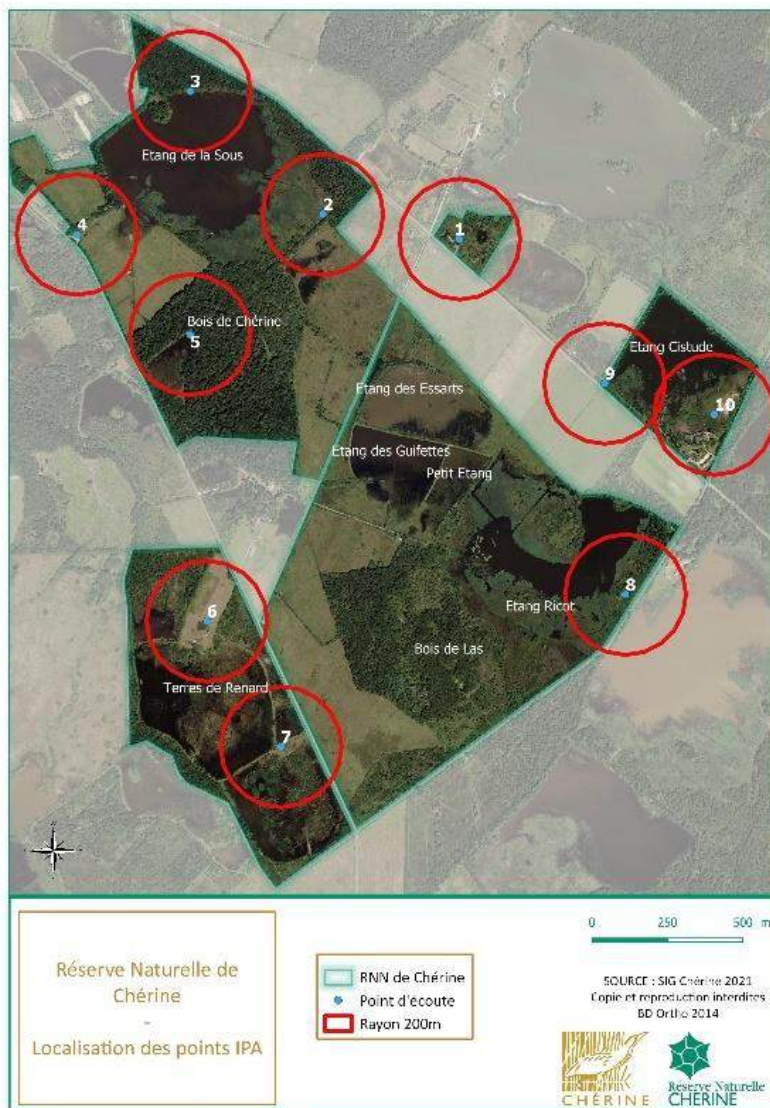 3
Etang de la Sous
2
4
1
Bois de Chérine
5
Etang Cistude
9
Etang des Essarts
10
Etang des Guifettes
Petit Etang
8
Etang Ricot
6
Bois de Las
Terres de Renard
7
0 250 500 m
Réserve Naturelle de
Chérine
-
Localisation des points IPA
RNN de Chérine
Point d'écoute
Rayon 200m
SOURCE : SIG Chérine 2021
Copie et reproduction interdites
BD Ortho 2014
CHÉRINE
Réserve Naturelle
CHÉRINE